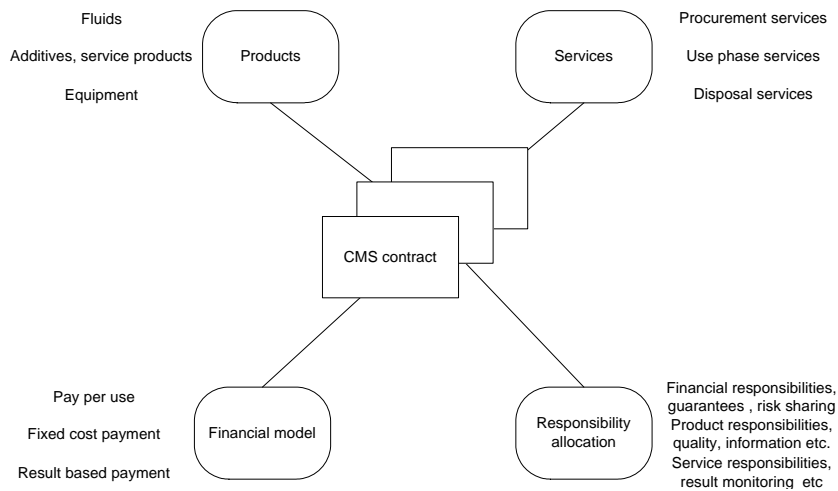 Fluids
Additives, service products
Equipment
Products
Services
Procurement services
Use phase services
Disposal services
CMS contract
Pay per use
Fixed cost payment
Result based payment
Financial model
Responsibility
allocation
Financial responsibilities,
guarantees , risk sharing
Product responsibilities,
quality, information etc.
Service responsibilities,
result monitoring etc